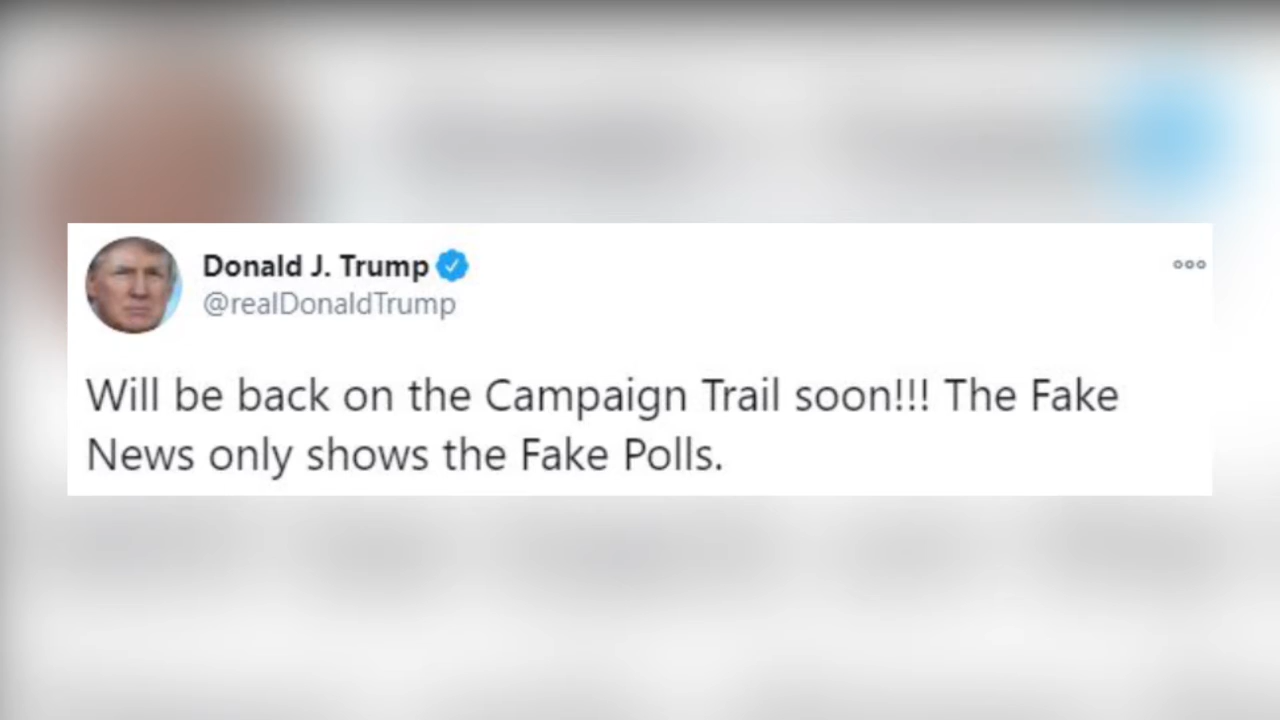 Donald J. Trump
@realDonaldTrump
Will be back on the Campaign Trail soon!!! The Fake
News only shows the Fake Polls.